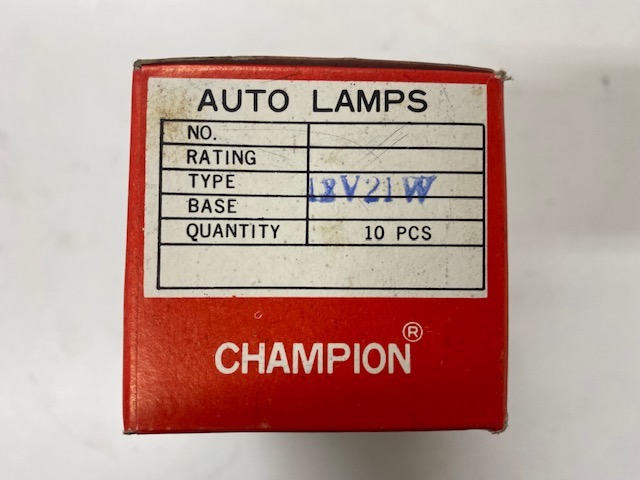 AUTO LAMPS
NO.
RATING
TYPE 12V21W
BASE
QUANTITY 10 PCS
CHAMPION®